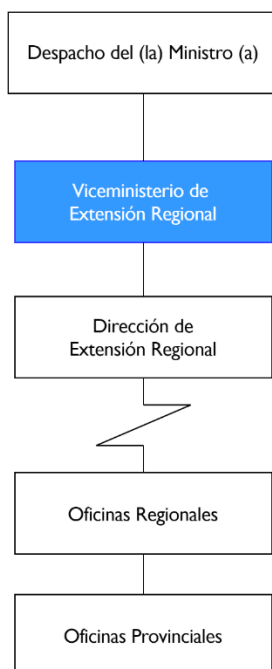 Despacho del (la) Ministro (a)
Viceministerio de
Extensión Regional
Dirección de
Extensión Regional
Oficinas Regionales
Oficinas Provinciales